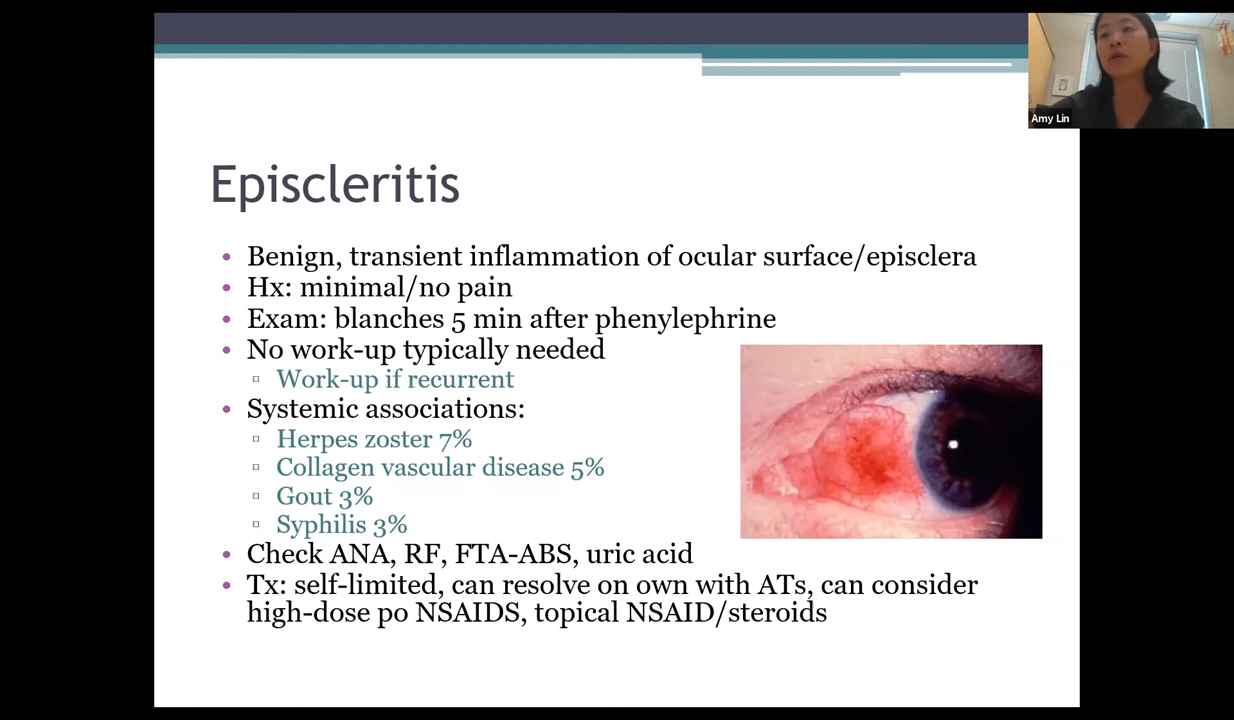 Amy Lin
Episcleritis
• Benign, transient inflammation of ocular surface/episclera
• Hx: minimal/no pain
• Exam: blanches 5 min after phenylephrine
• No work-up typically needed
▫ Work-up if recurrent
• Systemic associations:
▫ Herpes zoster 7%
▫ Collagen vascular disease 5%
▫ Gout 3%
▫ Syphilis 3%
• Check ANA, RF, FTA-ABS, uric acid
• Tx: self-limited, can resolve on own with ATs, can consider
high-dose po NSAIDS, topical NSAID/steroids